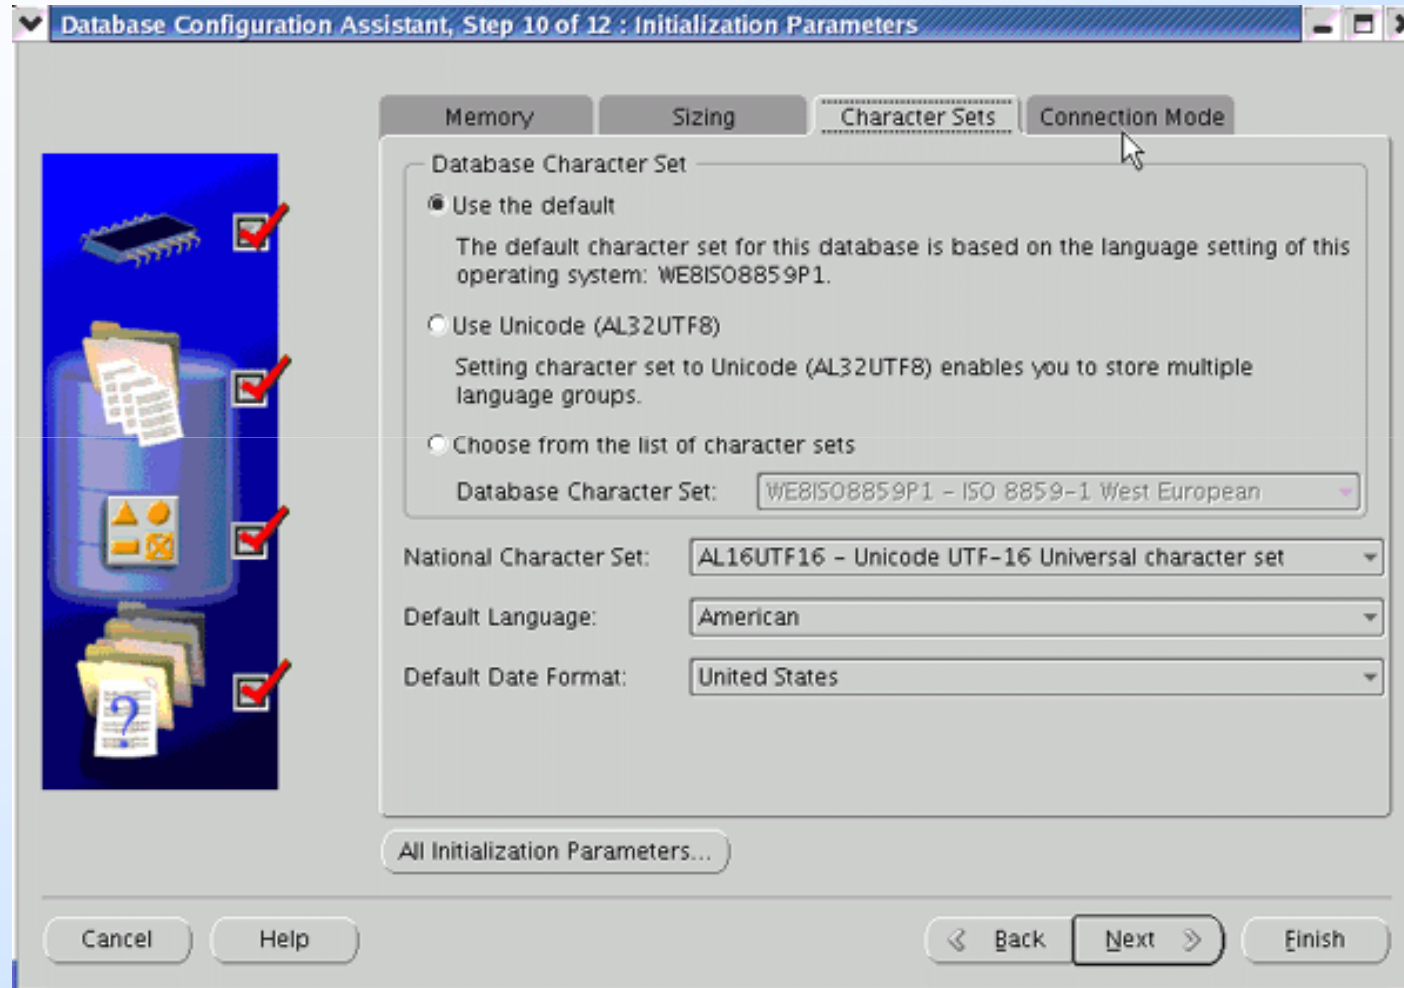 Database Configuration Assistant, Step 10 of 12 : Initialization Parameters
Memory
Sizing
Character Sets
Connection Mode
Database Character Set
Use the default
The default character set for this database is based on the language setting of this
operating system: WE8ISO8859P1.
Use Unicode (AL32UTF8)
Setting character set to Unicode (AL32UTF8) enables you to store multiple
language groups.
Choose from the list of character sets
Database Character Set: WE8ISO8859P1 - ISO 8859-1 West European
National Character Set: AL16UTF16 - Unicode UTF-16 Universal character set
Default Language: American
Default Date Format: United States
?
All Initialization Parameters...
Cancel
Help
Back
Next
Finish